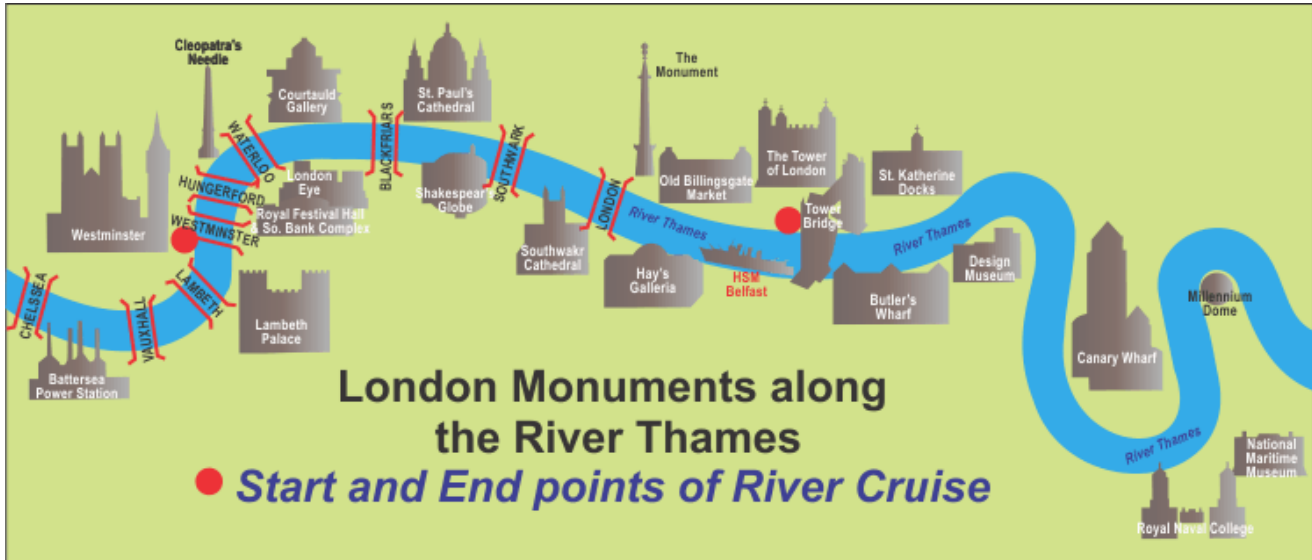 Cleopatra's
Needle
Courtauld
Gallery
St. Paul's
Cathedral
The
Monument
WATERLOO
BLACKFRIARS
SOUTHWARK
The Tower
of London
St. Katherine
Docks
HUNGERFORD
London
Eye
Shakespear's
Globe
Old Billingsgate
Market
LONDON
Westminster
WESTMINSTER
Royal Festival Hall
& So. Bank Complex
River Thames
Tower
Bridge
River Thames
Southwakr
Cathedral
Hay's
Galleria
HSM
Belfast
Design
Museum
CHELSSEA
VAUXHALL
LAMBETH
Lambeth
Palace
Butler's
Wharf
Millennium
Dome
Canary Wharf
Battersea
Power Station
London Monuments along
the River Thames
Start and End points of River Cruise
River Thames
National
Maritime
Museum
Royal Naval College